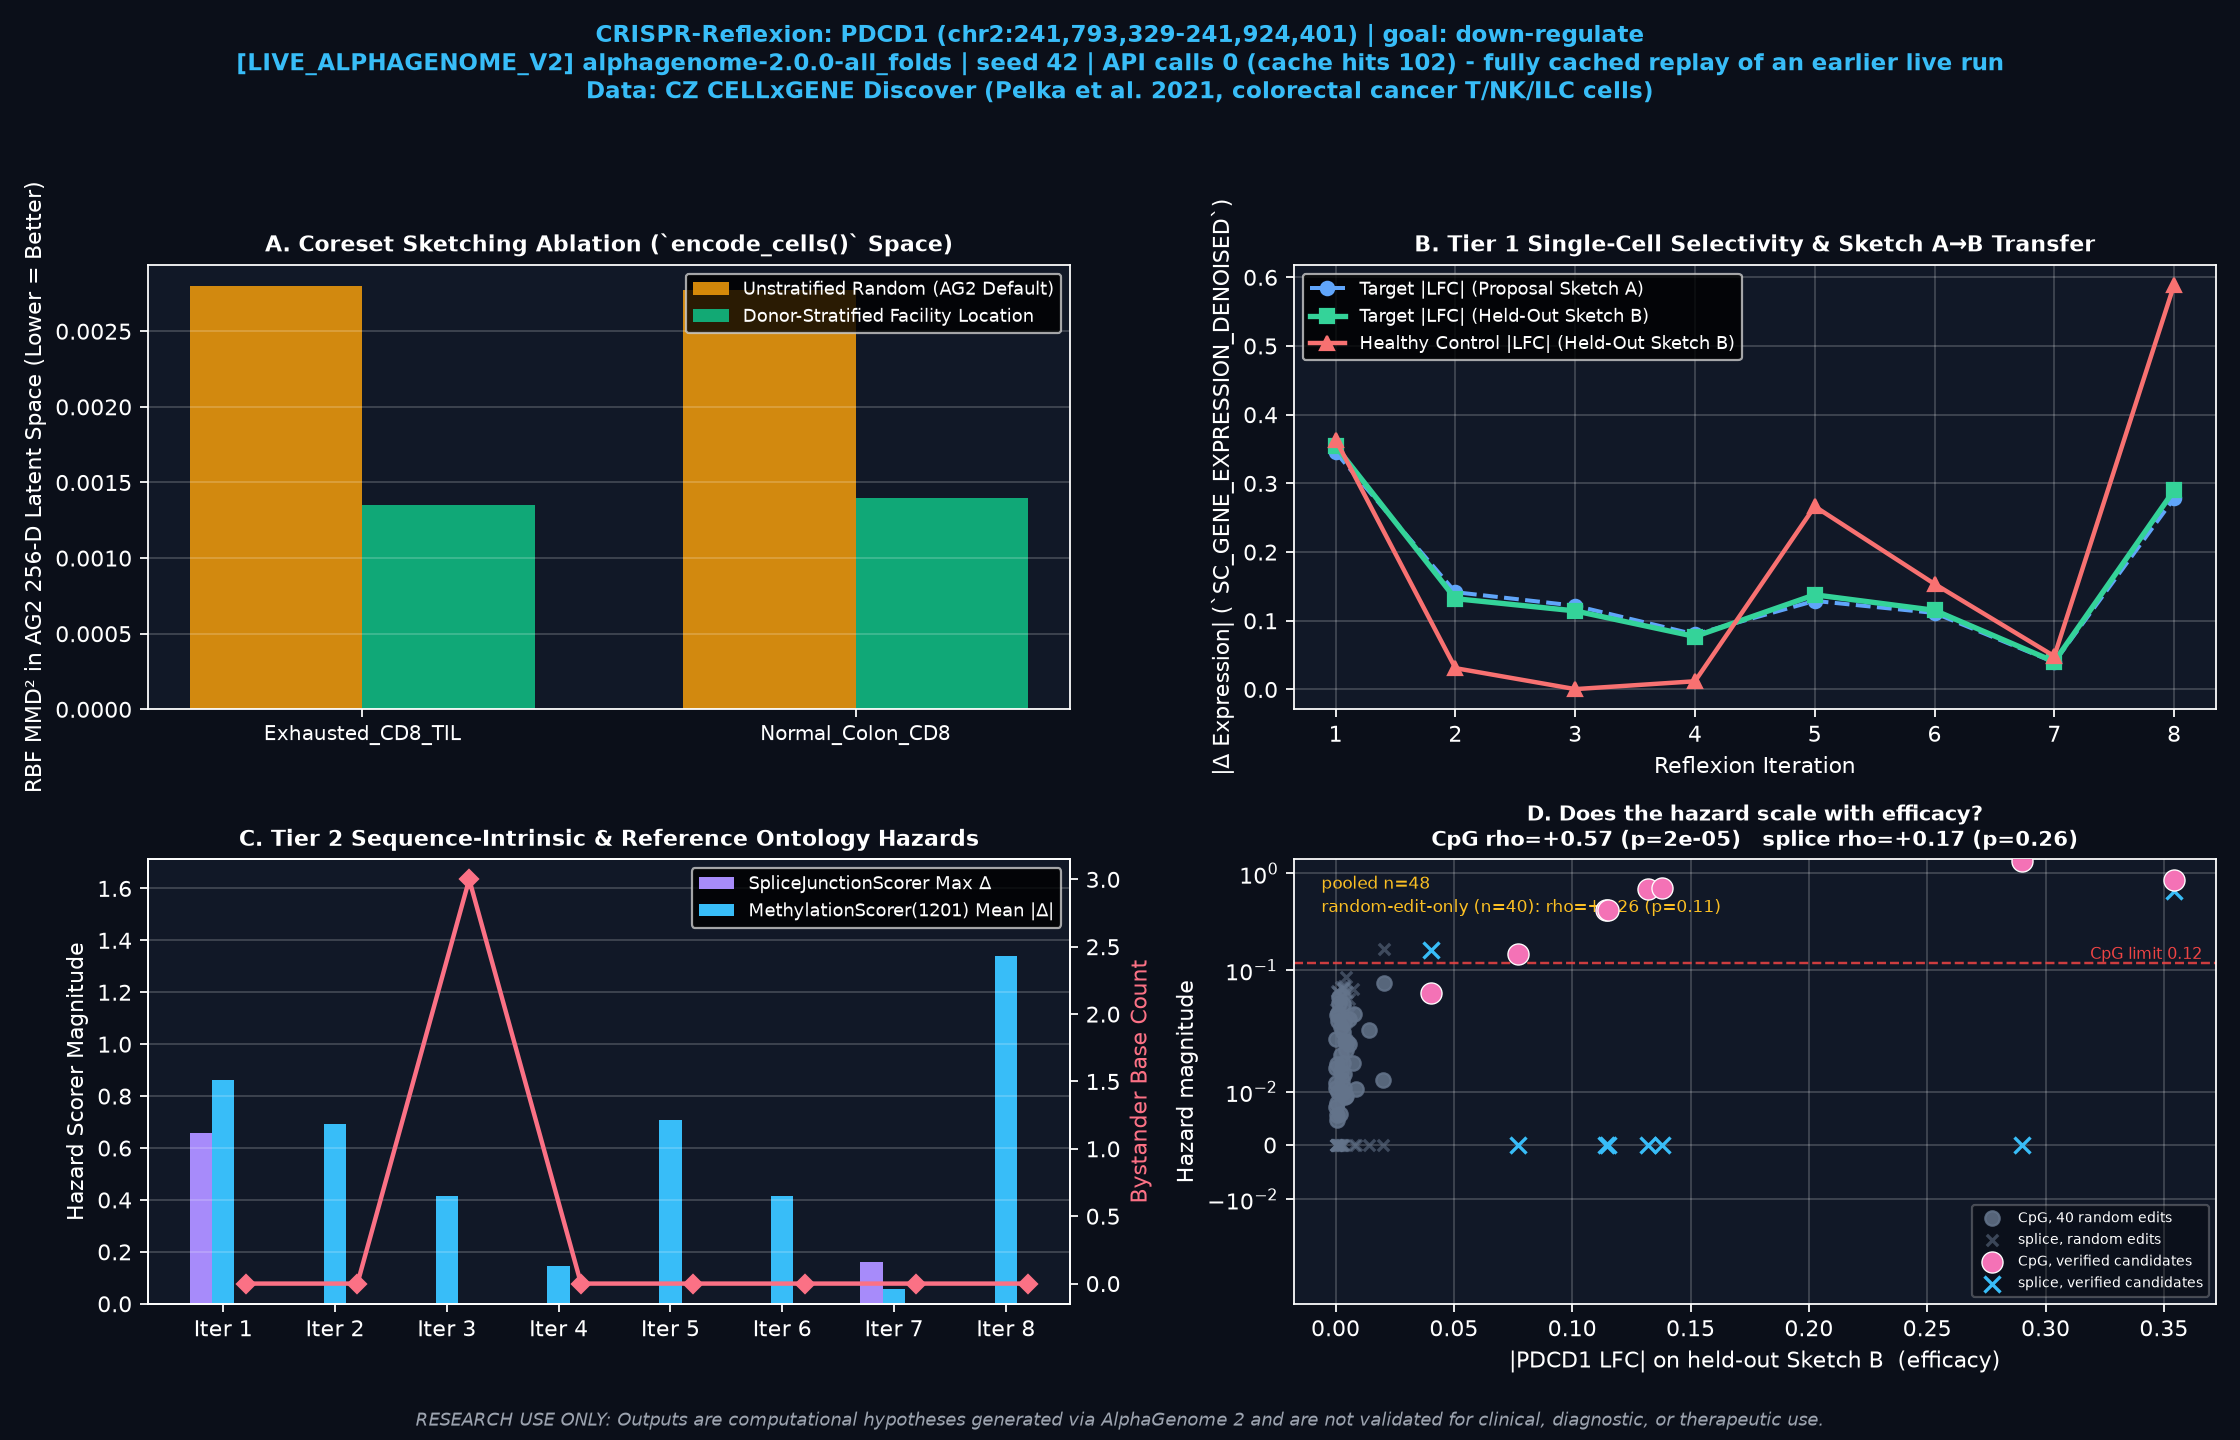 CRISPR-Reflexion: PDCD1 (chr2:241,793,329-241,924,401) | goal: down-regulate
[LIVE_ALPHAGENOME_V2] alphagenome-2.0.0-all_folds | seed 42 | API calls 0 (cache hits 102) - fully cached replay of an earlier live run
Data: CZ CELLxGENE Discover (Pelka et al. 2021, colorectal cancer T/NK/ILC cells)
A. Coreset Sketching Ablation (`encode_cells()` Space)
RBF MMD² in AG2 256-D Latent Space (Lower = Better)
Unstratified Random (AG2 Default)
Donor-Stratified Facility Location
0.0025
0.0020
0.0015
0.0010
0.0005
0.0000
Exhausted_CD8_TIL
Normal_Colon_CD8
B. Tier 1 Single-Cell Selectivity & Sketch A→B Transfer
|Δ Expression| (`SC_GENE_EXPRESSION_DENOISED`)
Target |LFC| (Proposal Sketch A)
Target |LFC| (Held-Out Sketch B)
Healthy Control |LFC| (Held-Out Sketch B)
0.6
0.5
0.4
0.3
0.2
0.1
0.0
1 2 3 4 5 6 7 8
Reflexion Iteration
C. Tier 2 Sequence-Intrinsic & Reference Ontology Hazards
Hazard Scorer Magnitude
SpliceJunctionScorer Max Δ
MethylationScorer(1201) Mean |Δ|
1.6
1.4
1.2
1.0
0.8
0.6
0.4
0.2
0.0
3.0
2.5
2.0
1.5
1.0
0.5
0.0
Bystander Base Count
Iter 1 Iter 2 Iter 3 Iter 4 Iter 5 Iter 6 Iter 7 Iter 8
D. Does the hazard scale with efficacy?
CpG rho=+0.57 (p=2e-05) splice rho=+0.17 (p=0.26)
Hazard magnitude
pooled n=48
random-edit-only (n=40): (p=0.11)
CpG limit 0.12
10⁰
10⁻¹
10⁻²
0
−10⁻²
CpG, 40 random edits
splice, random edits
CpG, verified candidates
splice, verified candidates
0.00 0.05 0.10 0.15 0.20 0.25 0.30 0.35
|PDCD1 LFC| on held-out Sketch B (efficacy)
RESEARCH USE ONLY: Outputs are computational hypotheses generated via AlphaGenome 2 and are not validated for clinical, diagnostic, or therapeutic use.